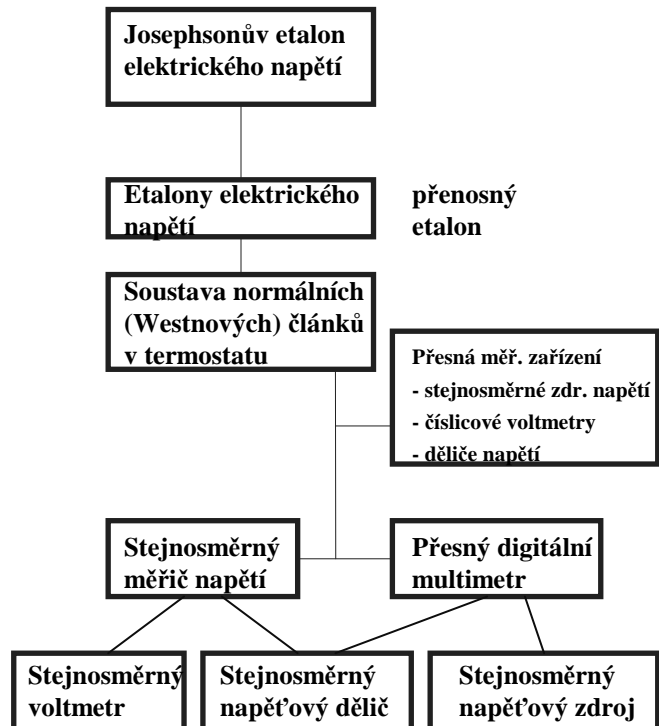 Josephsonův etalon
elektrického napětí
Etalony elektrického
napětí
přenosný
etalon
Soustava normálních
(Westnových) článků
v termostatu
Přesná měř. zařízení
- stejnosměrné zdr. napětí
- číslicové voltmetry
- děliče napětí
Stejnosměrný
měřič napětí
Přesný digitální
multimetr
Stejnosměrný
voltmetr
Stejnosměrný
napěťový dělič
Stejnosměrný
napěťový zdroj